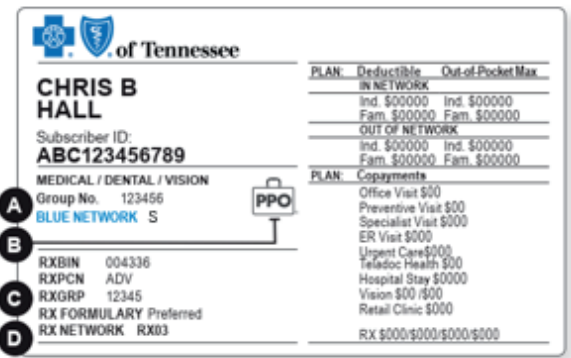 of Tennessee
CHRIS B
HALL
Subscriber ID:
ABC123456789
MEDICAL / DENTAL / VISION
A Group No. 123456
BLUE NETWORK S
PPO
B
RXBIN 004336
RXPCN ADV
C RXGRP 12345
RX FORMULARY Preferred
D RX NETWORK RX03
PLAN: Deductible Out-of-Pocket Max
IN NETWORK
Ind. $00000 Ind. $00000
Fam. $00000 Fam. $00000
OUT OF NETWORK
Ind. $00000 Ind. $00000
Fam. $00000 Fam. $00000
PLAN: Copayments
Office Visit $00
Preventive Visit $00
Specialist Visit $000
ER Visit $000
Urgent Care$000
Teladoc Health $00
Hospital Stay $0000
Vision $00 /$00
Retail Clinic $000
RX $000/$000/$000/$000